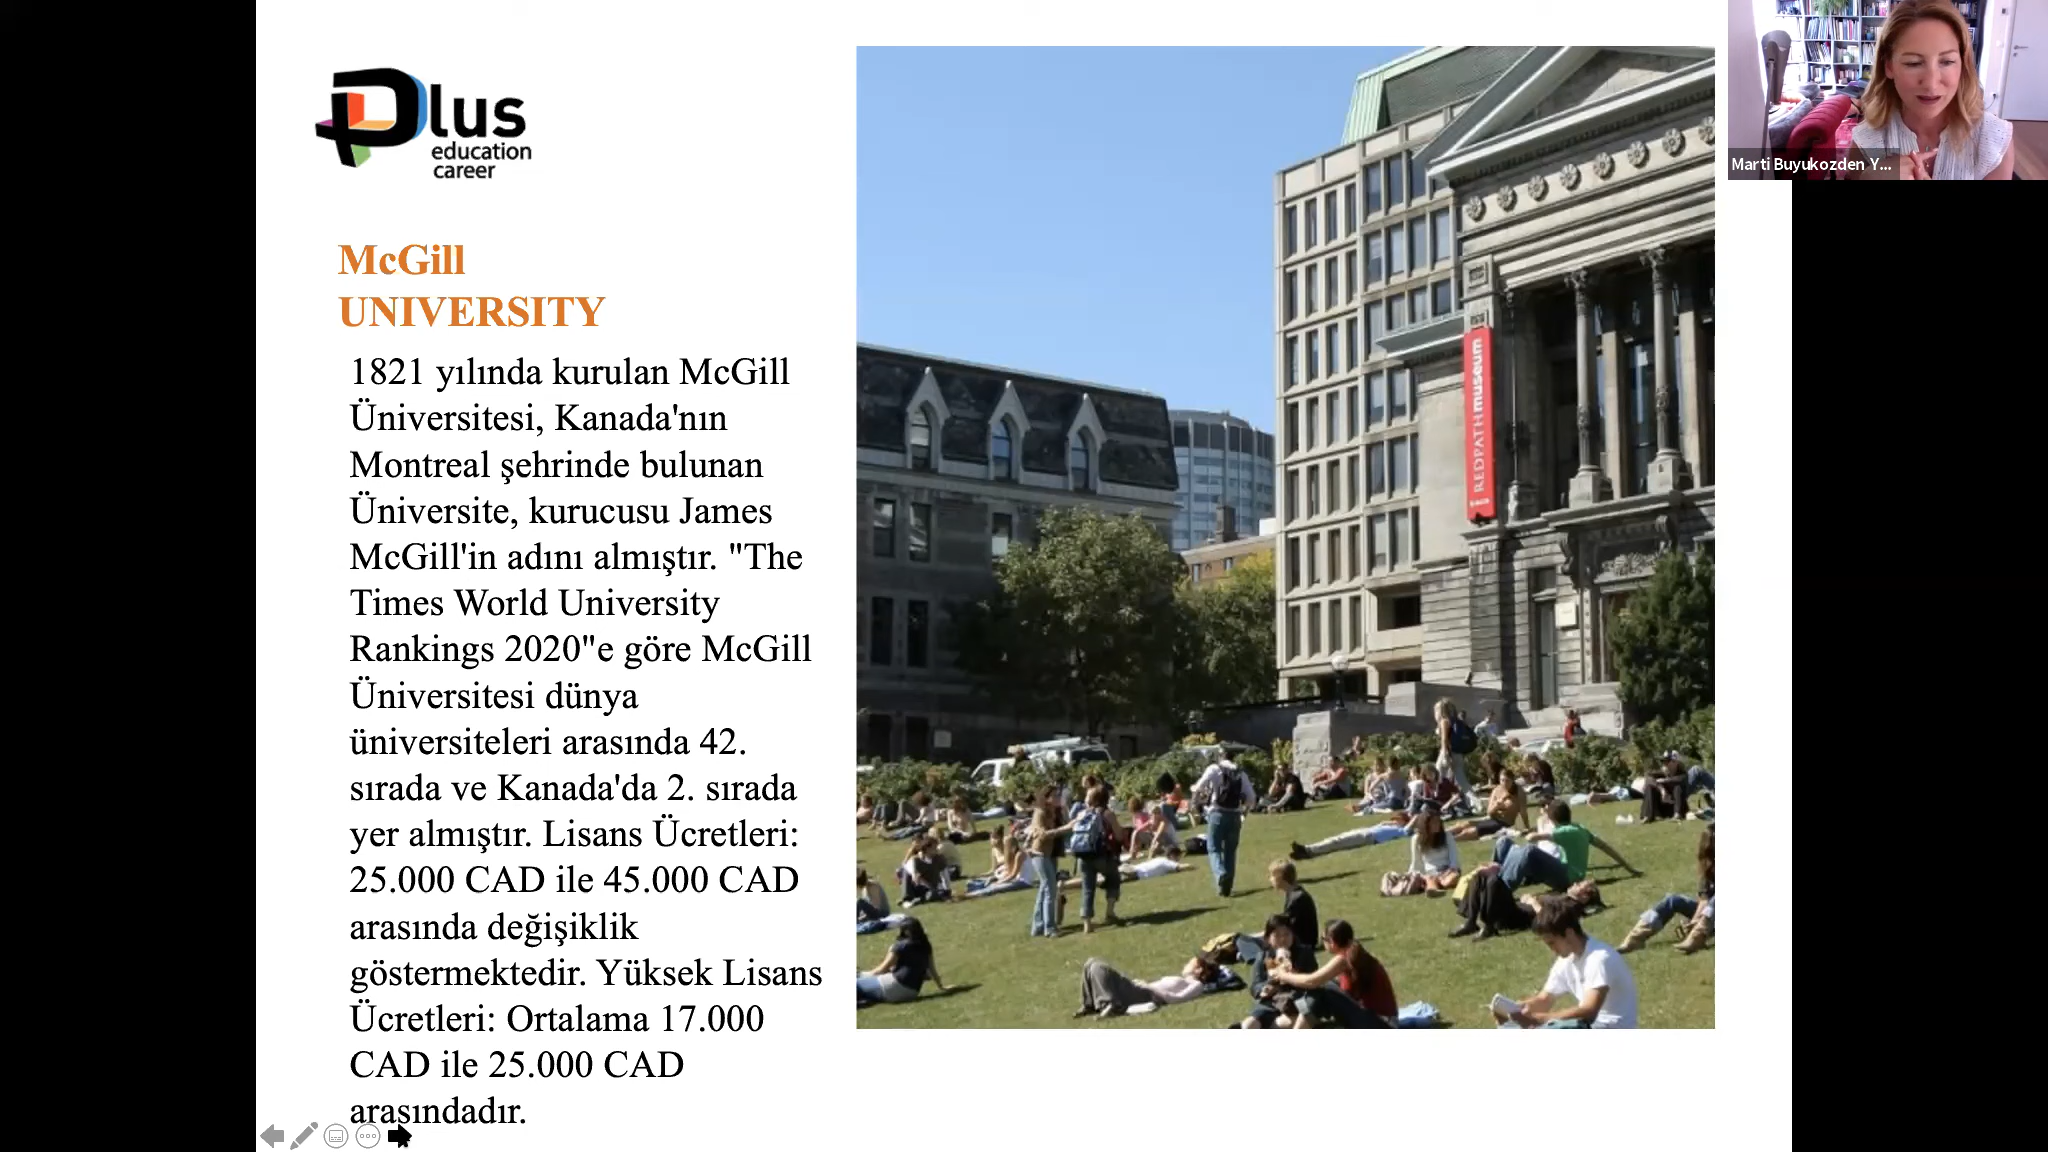 Plus
education
career
McGill
UNIVERSITY
1821 yılında kurulan McGill
Üniversitesi, Kanada'nın
Montreal şehrinde bulunan
Üniversite, kurucusu James
McGill'in adını almıştır. "The
Times World University
Rankings 2020"e göre McGill
Üniversitesi dünya
üniversiteleri arasında 42.
sırada ve Kanada'da 2. sırada
yer almıştır. Lisans Ücretleri:
25.000 CAD ile 45.000 CAD
arasında değişiklik
göstermektedir. Yüksek Lisans
Ücretleri: Ortalama 17.000
CAD ile 25.000 CAD
arasındadır.
REDPATH museum
Marti Buyukozden Y...